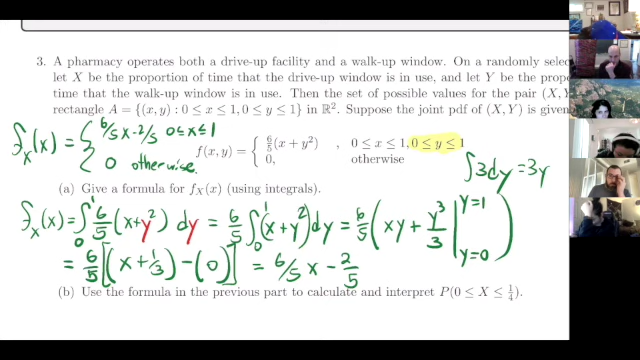 3. A pharmacy operates both a drive-up facility and a walk-up window. On a randomly selec
let X be the proportion of time that the drive-up window is in use, and let Y be the propo
time that the walk-up window is in use. Then the set of possible values for the pair (X, Y
rectangle A = {(x, y) : 0 ≤ x ≤ 1, 0 ≤ y ≤ 1} in ℝ². Suppose the joint pdf of (X, Y) is given
f_X(x) = { 6/5 x - 2/5 0 ≤ x ≤ 1
0 otherwise.
f(x, y) = { 6/5 (x + y²) , 0 ≤ x ≤ 1, 0 ≤ y ≤ 1
0, otherwise
∫ 3 dy = 3y
(a) Give a formula for f_X(x) (using integrals).
f_X(x) = ∫₀¹ 6/5 (x + y²) dy = 6/5 ∫₀¹ (x + y²) dy = 6/5 ( xy + y³/3 | y=1 y=0 )
= 6/5 [ (x + 1/3) - (0) ] = 6/5 x - 2/5
(b) Use the formula in the previous part to calculate and interpret P(0 ≤ X ≤ 1/4).